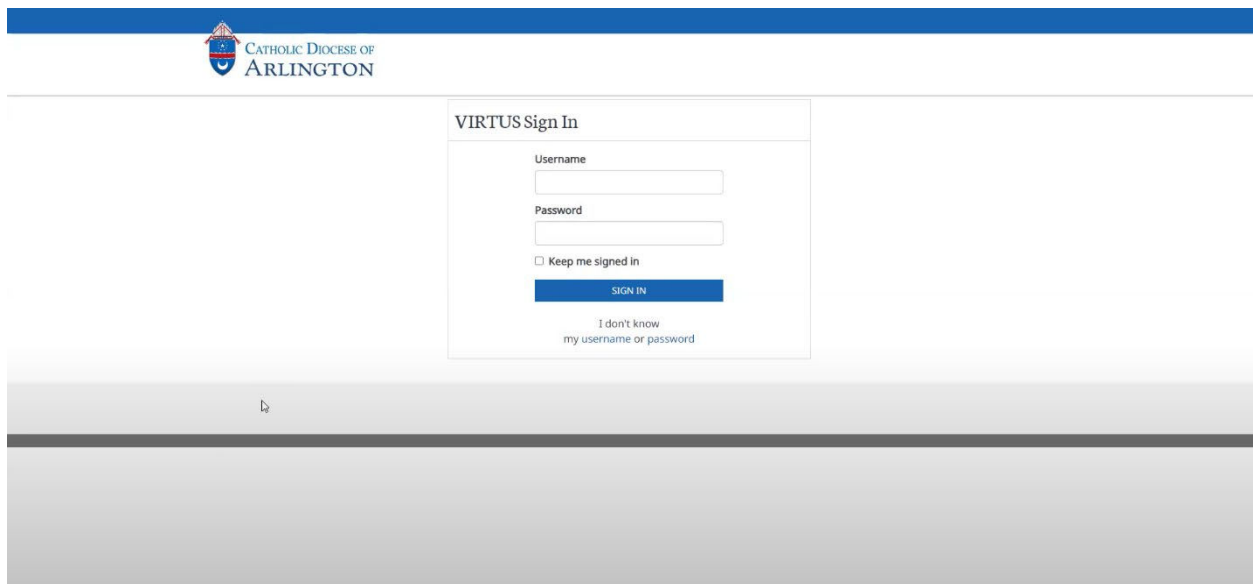 CATHOLIC DIOCESE OF
ARLINGTON
VIRTUS Sign In
Username
Password
Keep me signed in
SIGN IN
I don't know
my username or password